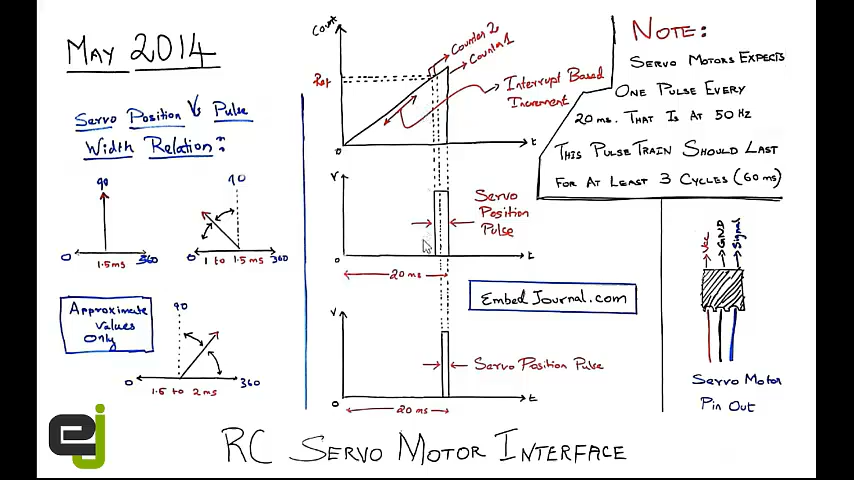 May 2014
Servo Position Vs Pulse
Width Relation:
90
0
360
1.5ms
90
0
360
1 to 1.5ms
Approximate
Values
Only
90
0
360
1.5 to 2ms
ej
Count
Ref
0
t
Counter 2
Counter 1
Interrupt Based
Increment
V
0
t
Servo
Position
Pulse
20 ms
V
0
t
Servo Position Pulse
20 ms
EmbedJournal.com
Note:
Servo Motors Expects
One Pulse Every
20 ms. That Is At 50 Hz
This Pulse Train Should Last
For At Least 3 Cycles (60 ms)
Vcc
GND
Signal
Servo Motor
Pin Out
RC Servo Motor Interface